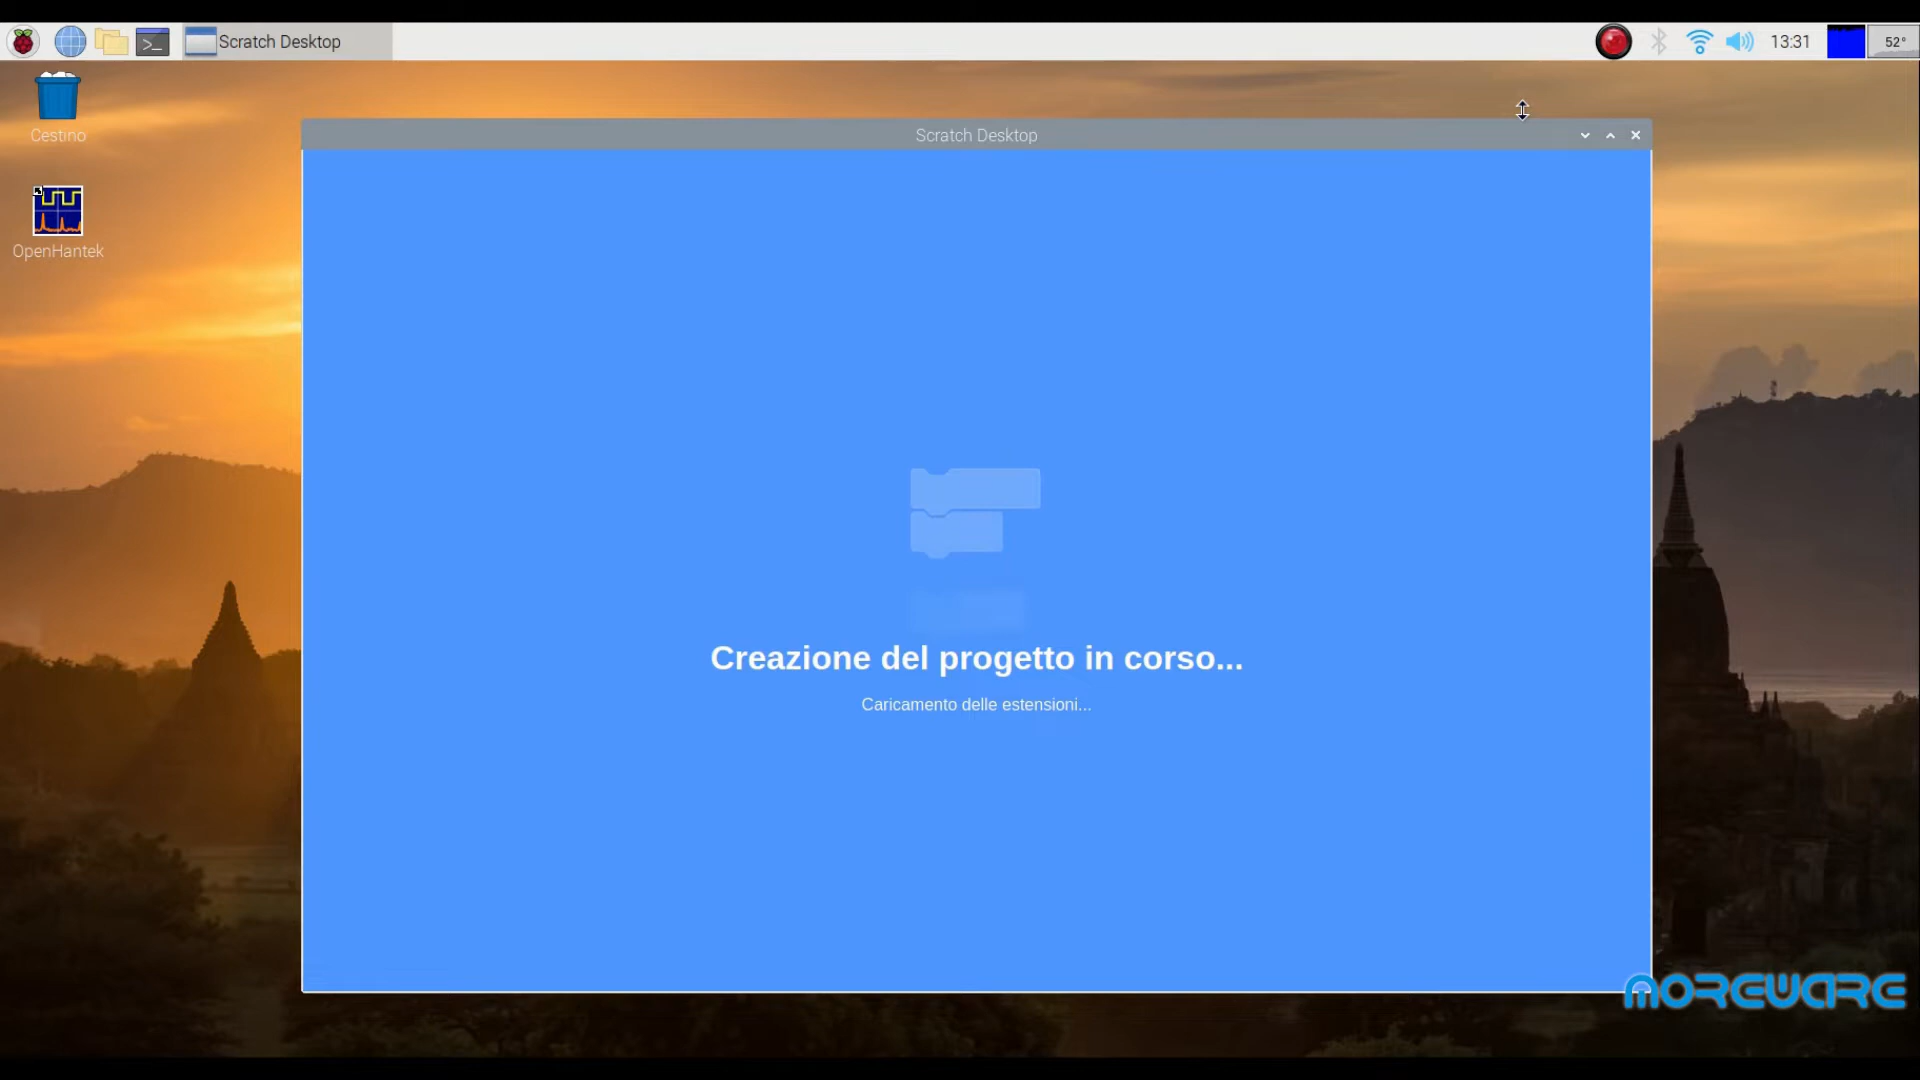 Scratch Desktop
13:31
52°
Cestino
OpenHantek
Scratch Desktop
Creazione del progetto in corso...
Caricamento delle estensioni...
MOREWARE